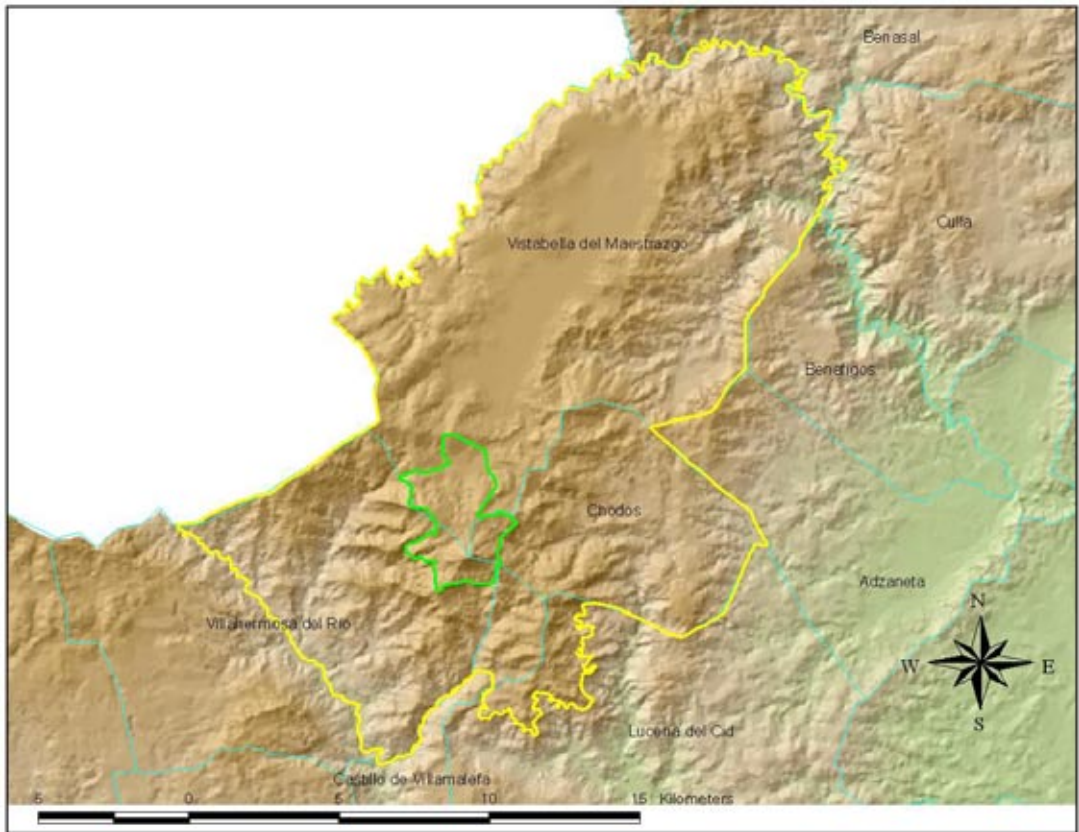 Benasal
Culla
Vistabella del Maestrazgo
Benafigos
Chodos
Adzaneta
N
Villahermosa del Rio
W E
S
Lucena del Cid
Castillo de Villamalefa
5 0 5 10 15 Kilometers